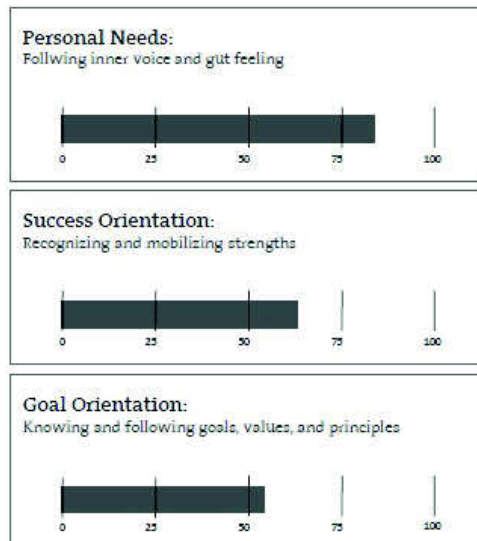 Personal Needs:
Follwing inner voice and gut feeling
0 25 50 75 100
Success Orientation:
Recognizing and mobilizing strengths
0 25 50 75 100
Goal Orientation:
Knowing and following goals, values, and principles
0 25 50 75 100